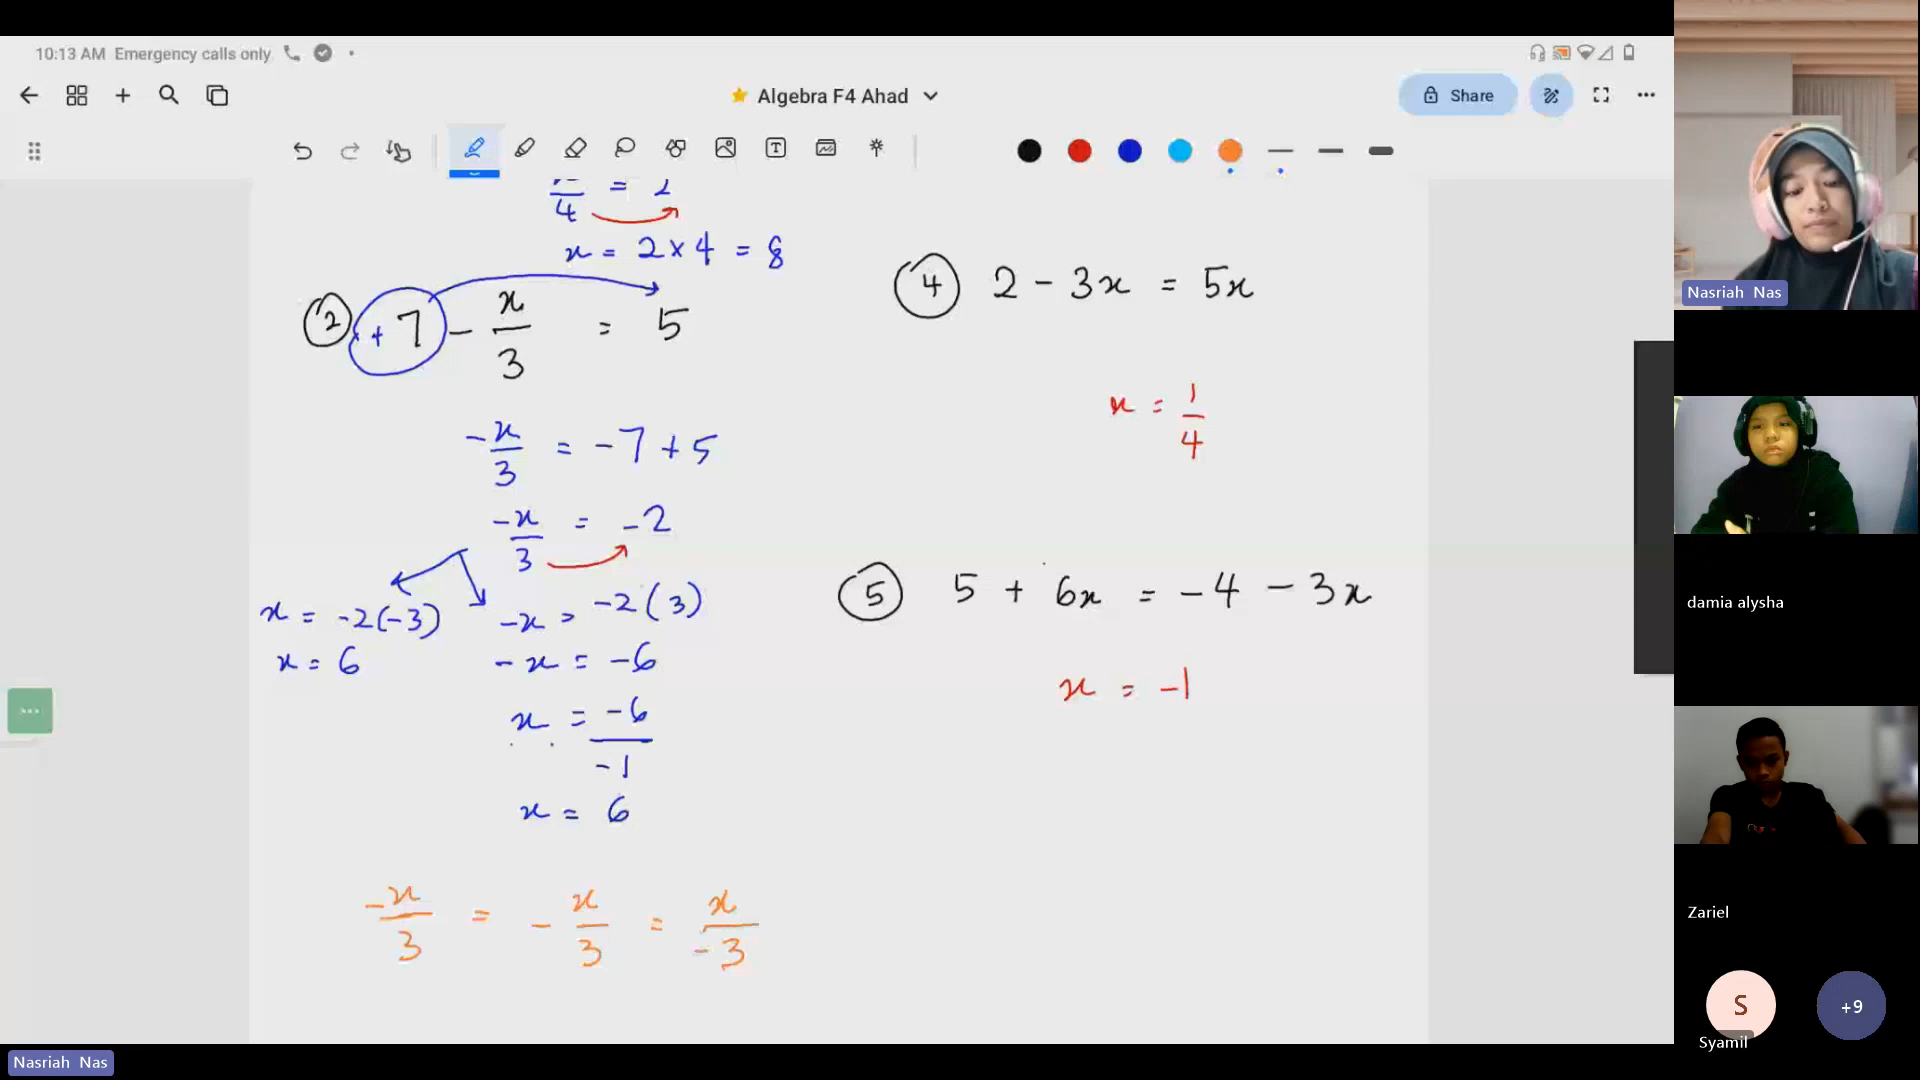 10:13 AM Emergency calls only
Algebra F4 Ahad
Share
4
x = 2 × 4 = 8
② +7 - x/3 = 5
-x/3 = -7 + 5
-x/3 = -2
x = -2(-3)
x = 6
-x = -2(3)
-x = -6
x = -6/-1
x = 6
-x/3 = - x/3 = x/-3
④ 2 - 3x = 5x
x = 1/4
⑤ 5 + 6x = -4 - 3x
x = -1
Nasriah Nas
damia alysha
Zariel
S
Syamil
+9
Nasriah Nas